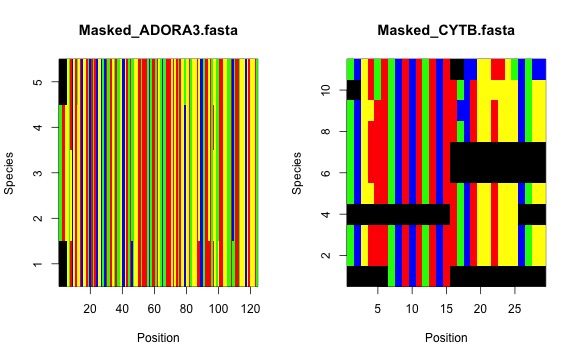 Masked_ADORA3.fasta
Species
5
4
3
2
1
20 40 60 80 100 120
Position
Masked_CYTB.fasta
Species
10
8
6
4
2
5 10 15 20 25
Position